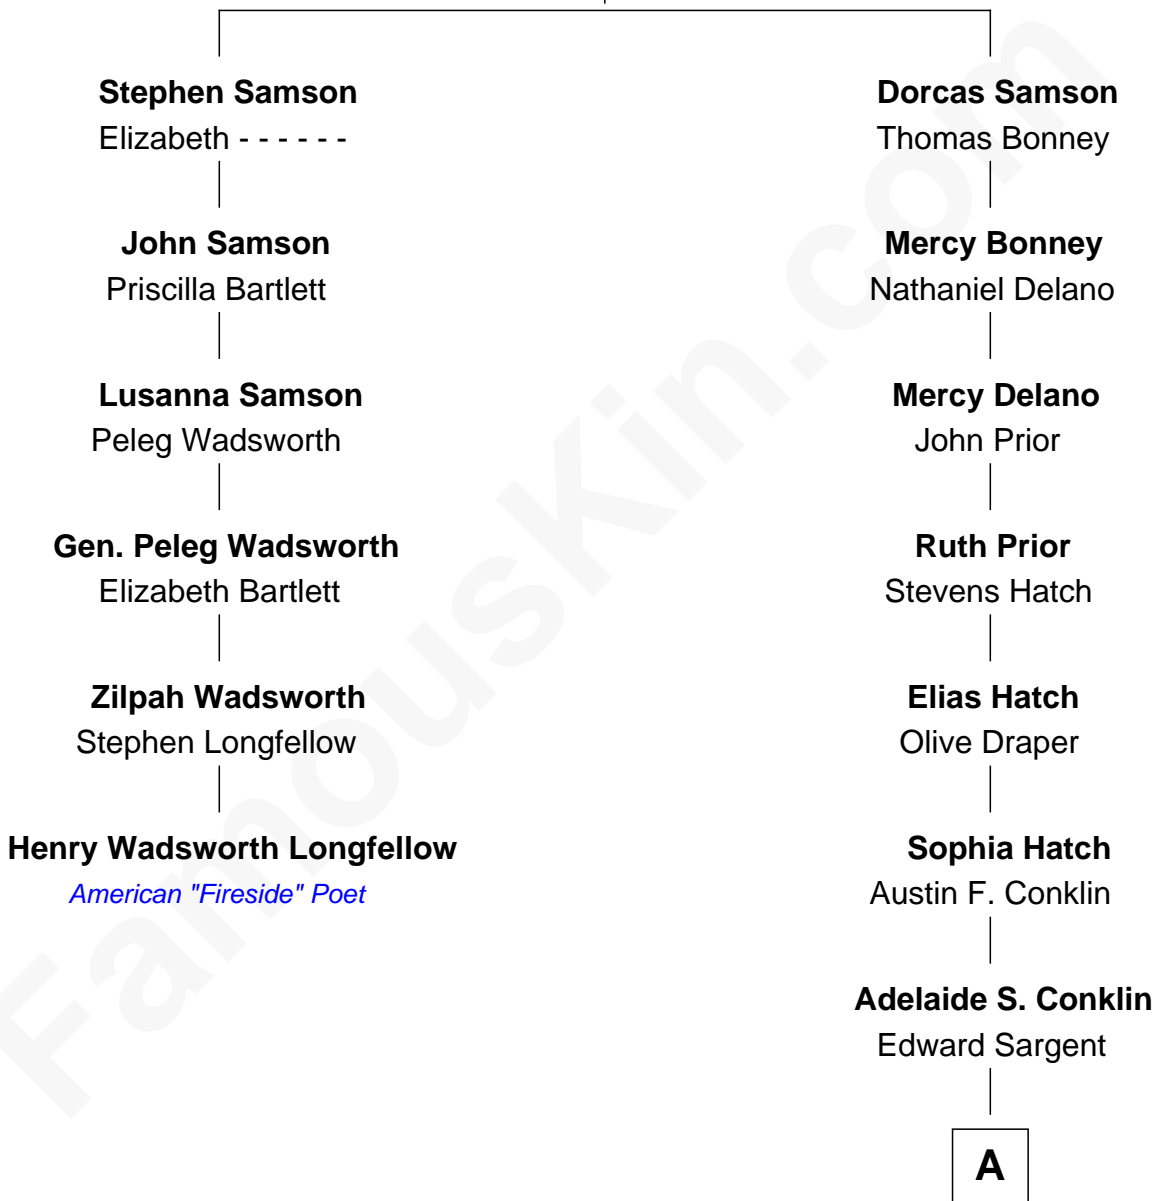 Stephen Samson
Elizabeth - - - - - -
John Samson
Priscilla Bartlett
Lusanna Samson
Peleg Wadsworth
Gen. Peleg Wadsworth
Elizabeth Bartlett
Zilpah Wadsworth
Stephen Longfellow
Henry Wadsworth Longfellow
American "Fireside" Poet
Dorcas Samson
Thomas Bonney
Mercy Bonney
Nathaniel Delano
Mercy Delano
John Prior
Ruth Prior
Stevens Hatch
Elias Hatch
Olive Draper
Sophia Hatch
Austin F. Conklin
Adelaide S. Conklin
Edward Sargent
A
FamousKin.com